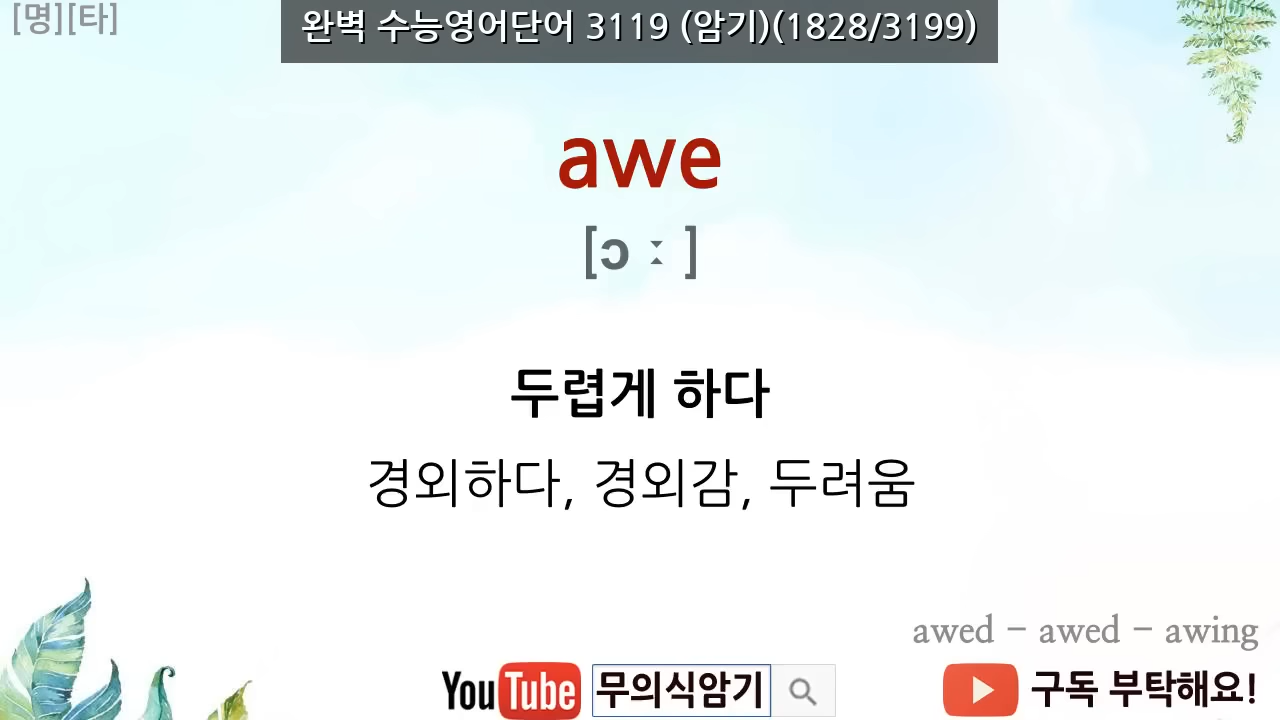 [명][타]
완벽 수능영어단어 3119 (암기)(1828/3199)
awe
[ɔː]
두렵게 하다
경외하다, 경외감, 두려움
awed - awed - awing
YouTube 무의식암기
구독 부탁해요!